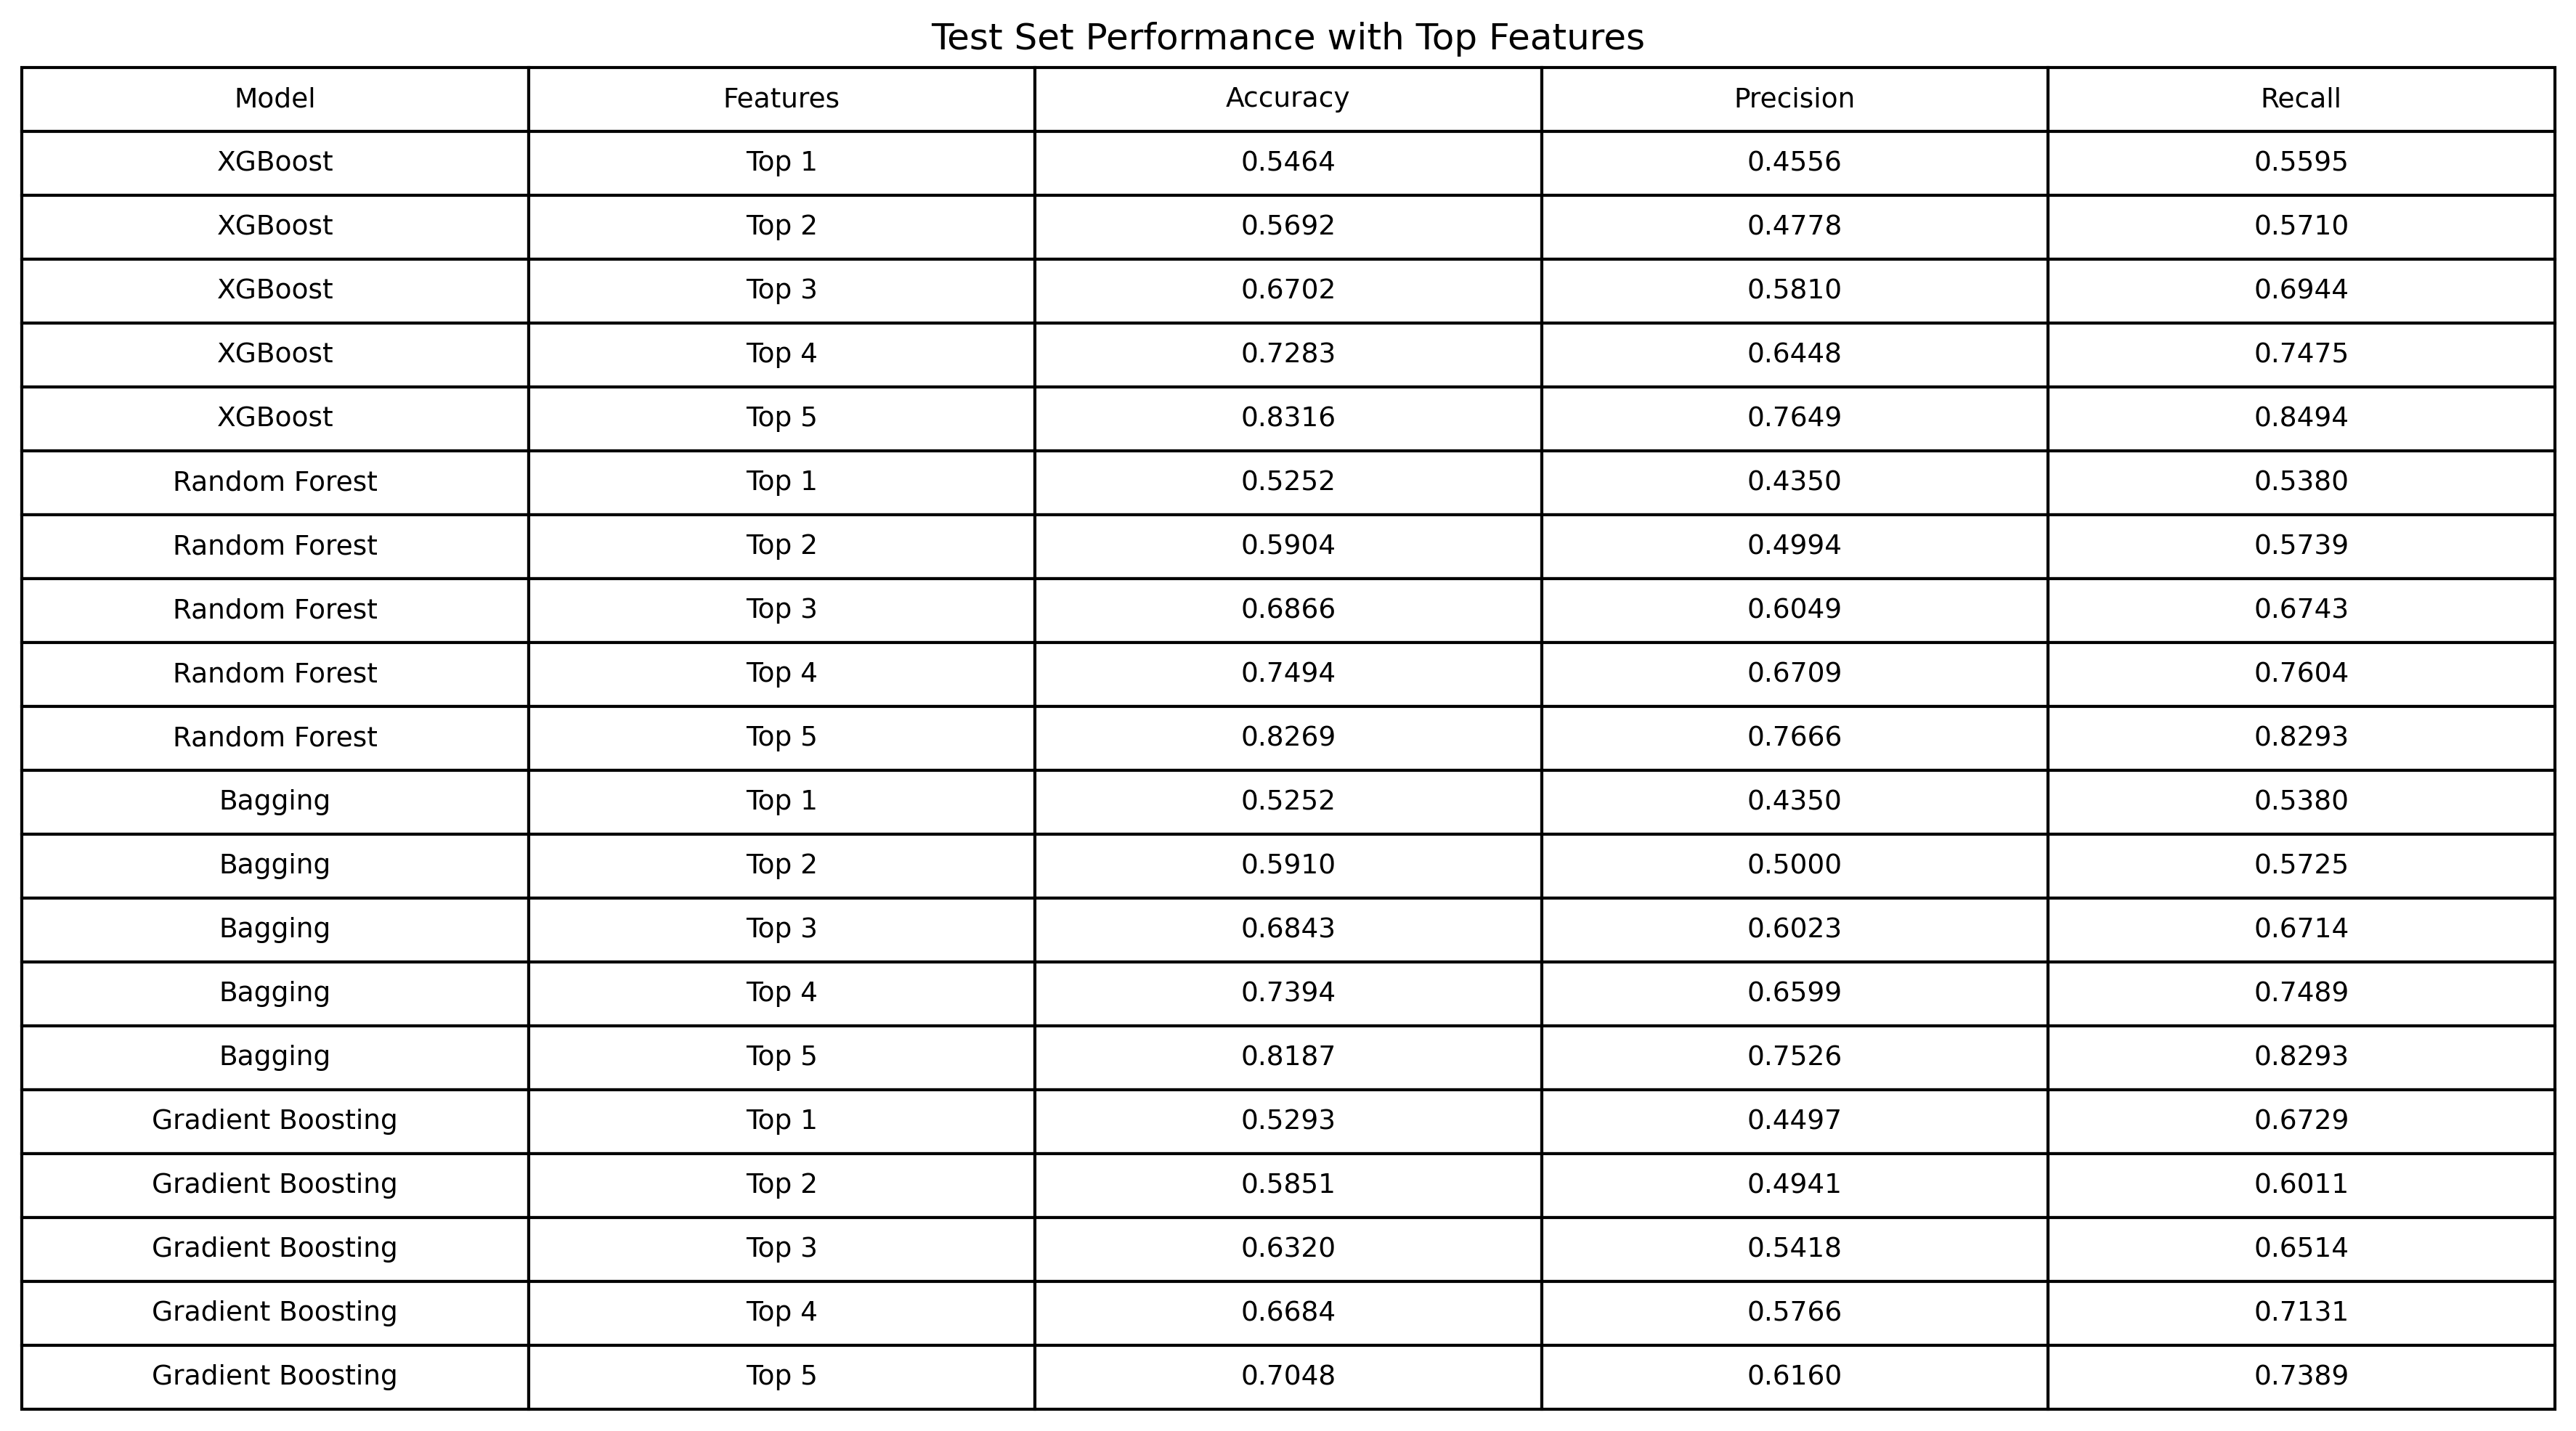 Test Set Performance with Top Features
Model Features Accuracy Precision Recall
XGBoost Top 1 0.5464 0.4556 0.5595
XGBoost Top 2 0.5692 0.4778 0.5710
XGBoost Top 3 0.6702 0.5810 0.6944
XGBoost Top 4 0.7283 0.6448 0.7475
XGBoost Top 5 0.8316 0.7649 0.8494
Random Forest Top 1 0.5252 0.4350 0.5380
Random Forest Top 2 0.5904 0.4994 0.5739
Random Forest Top 3 0.6866 0.6049 0.6743
Random Forest Top 4 0.7494 0.6709 0.7604
Random Forest Top 5 0.8269 0.7666 0.8293
Bagging Top 1 0.5252 0.4350 0.5380
Bagging Top 2 0.5910 0.5000 0.5725
Bagging Top 3 0.6843 0.6023 0.6714
Bagging Top 4 0.7394 0.6599 0.7489
Bagging Top 5 0.8187 0.7526 0.8293
Gradient Boosting Top 1 0.5293 0.4497 0.6729
Gradient Boosting Top 2 0.5851 0.4941 0.6011
Gradient Boosting Top 3 0.6320 0.5418 0.6514
Gradient Boosting Top 4 0.6684 0.5766 0.7131
Gradient Boosting Top 5 0.7048 0.6160 0.7389